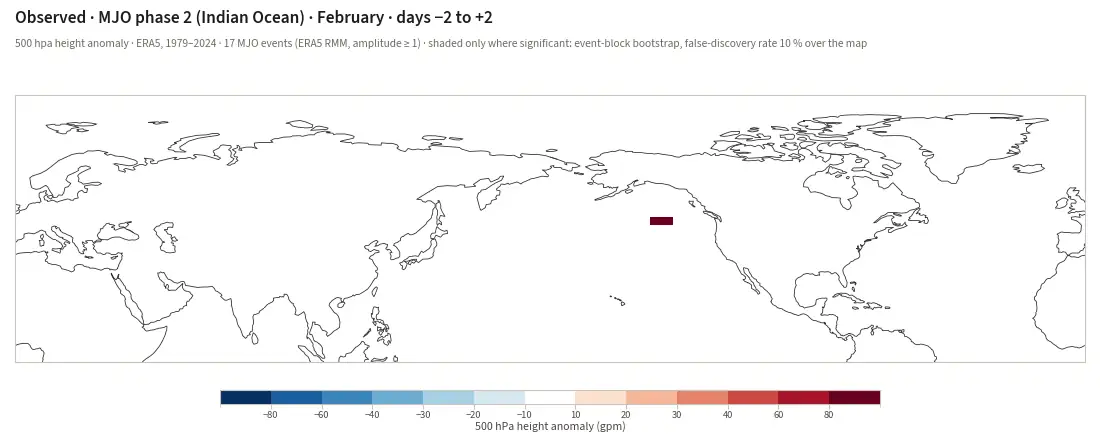 Observed · MJO phase 2 (Indian Ocean) · February · days −2 to +2
500 hpa height anomaly · ERA5, 1979–2024 · 17 MJO events (ERA5 RMM, amplitude ≥ 1) · shaded only where significant: event-block bootstrap, false-discovery rate 10 % over the map
−80 −60 −40 −30 −20 −10 10 20 30 40 60 80
500 hPa height anomaly (gpm)